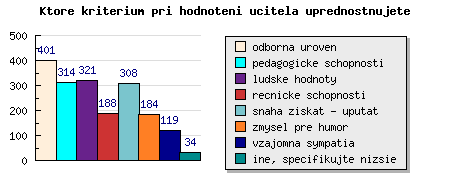 Ktore kriterium pri hodnoteni ucitela uprednostnujete
500
400
300
200
100
0
401
314
321
188
308
184
119
34
odborna uroven
pedagogicke schopnosti
ludske hodnoty
recnicke schopnosti
snaha ziskat - uputat
zmysel pre humor
vzajomna sympatia
ine, specifikujte nizsie